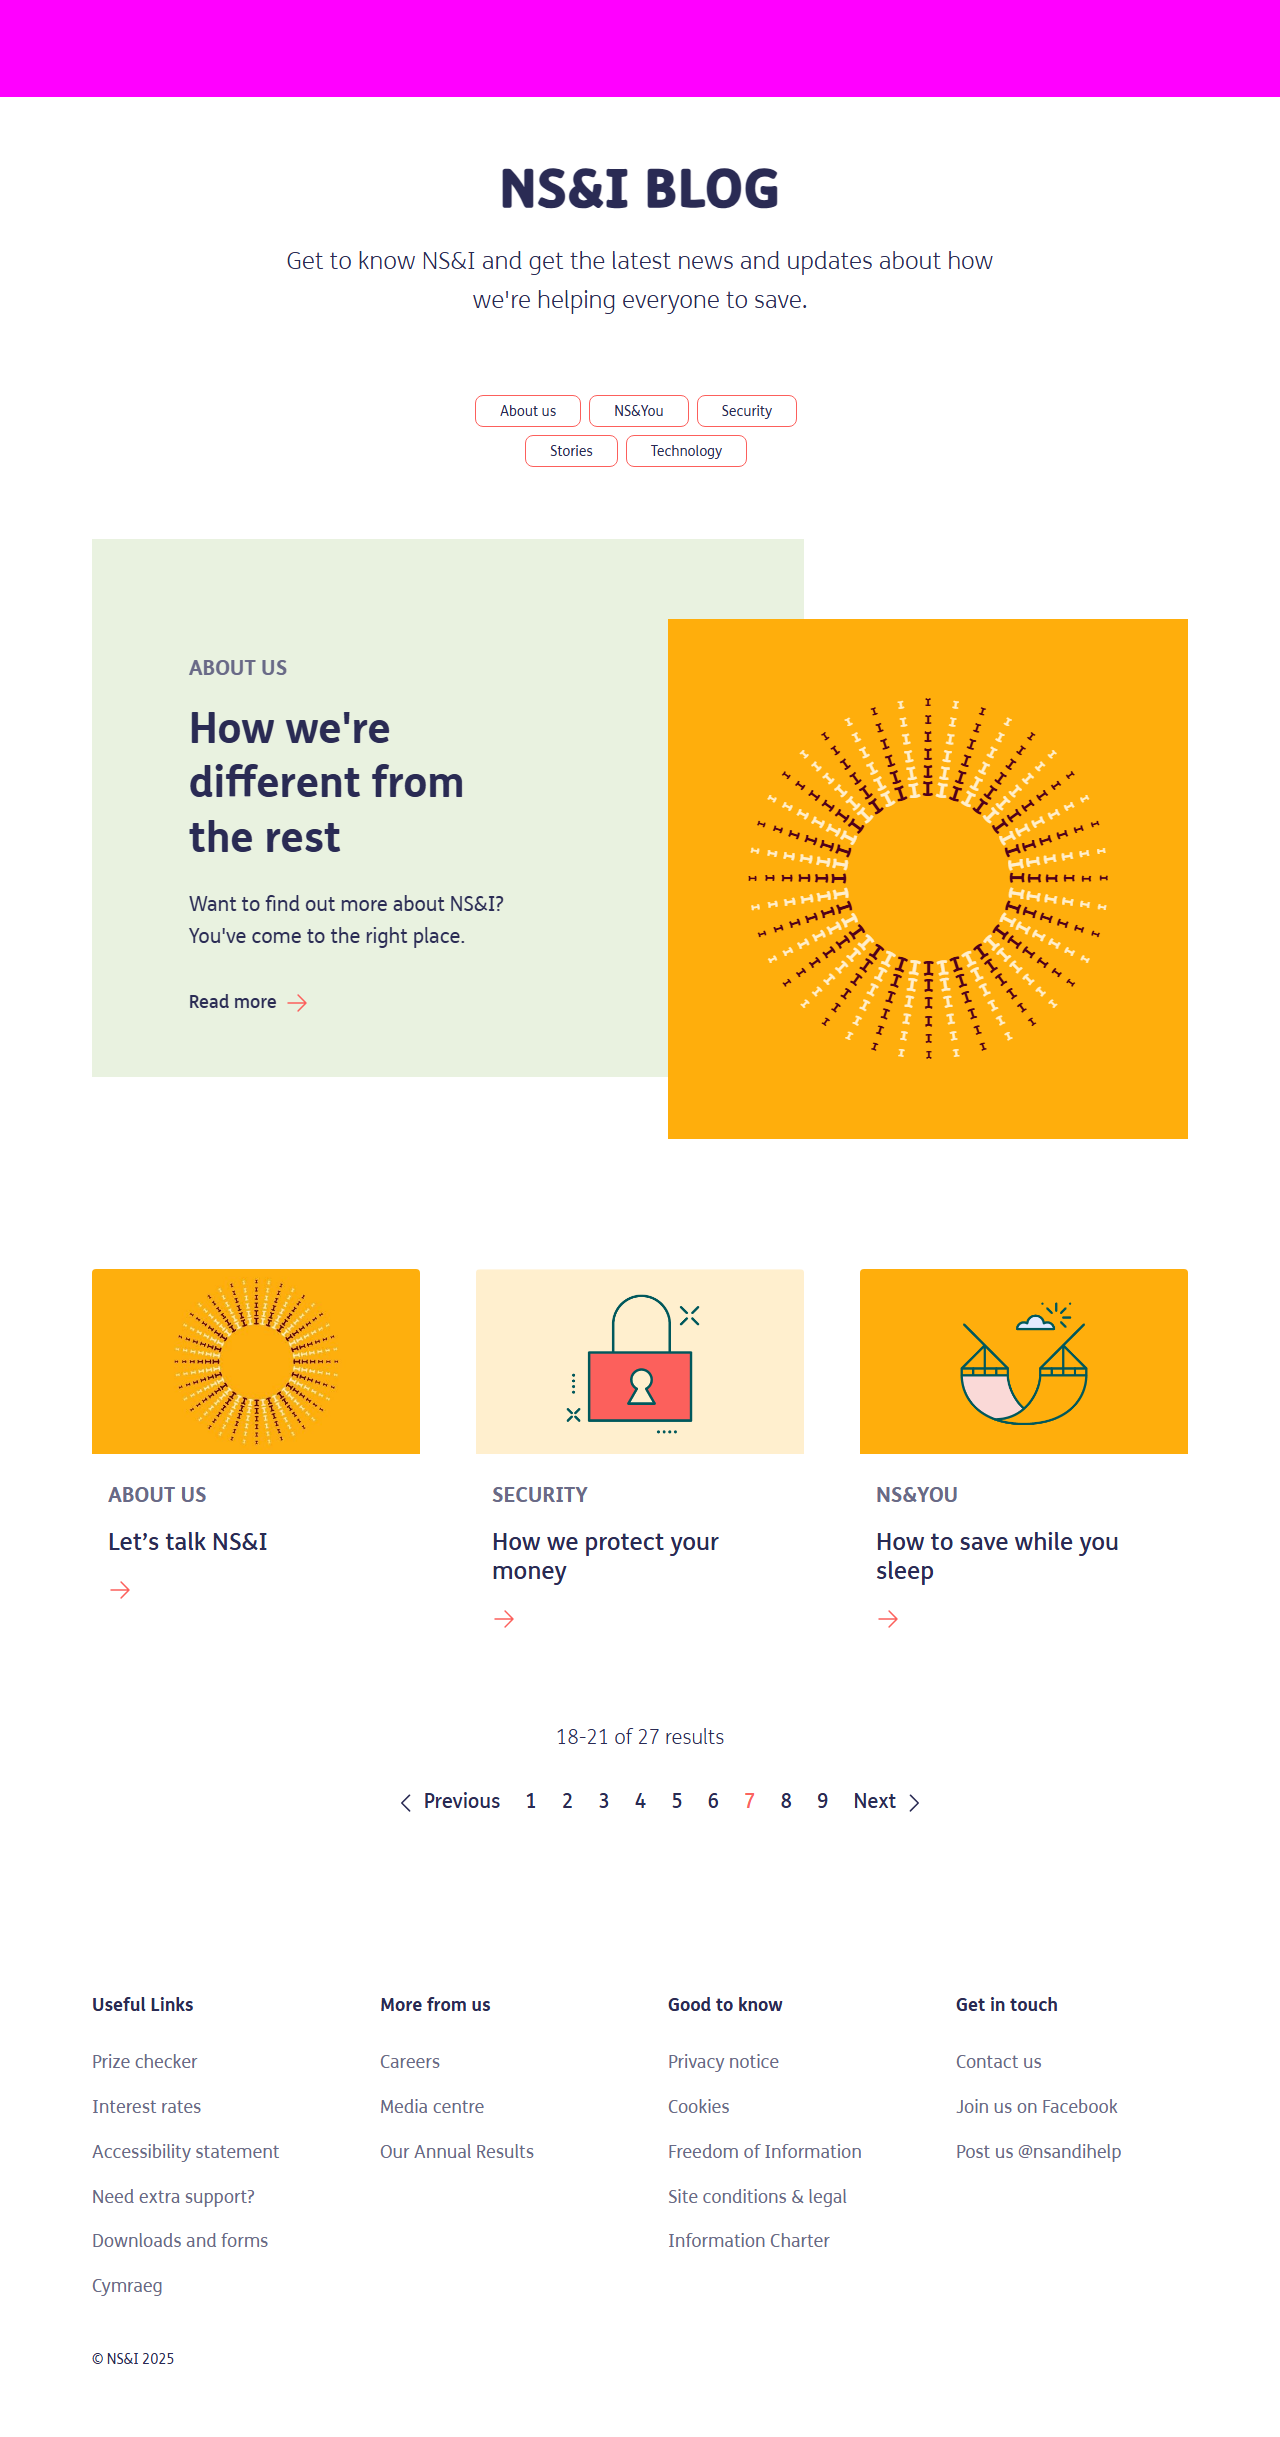 NS&I BLOG
Get to know NS&I and get the latest news and updates about how
we're helping everyone to save.
About us
NS&You
Security
Stories
Technology
ABOUT US
How we're
different from
the rest
Want to find out more about NS&I?
You've come to the right place.
Read more
ABOUT US
Let’s talk NS&I
SECURITY
How we protect your
money
NS&YOU
How to save while you
sleep
18-21 of 27 results
Previous 1 2 3 4 5 6 7 8 9 Next
Useful Links
Prize checker
Interest rates
Accessibility statement
Need extra support?
Downloads and forms
Cymraeg
More from us
Careers
Media centre
Our Annual Results
Good to know
Privacy notice
Cookies
Freedom of Information
Site conditions & legal
Information Charter
Get in touch
Contact us
Join us on Facebook
Post us @nsandihelp
© NS&I 2025